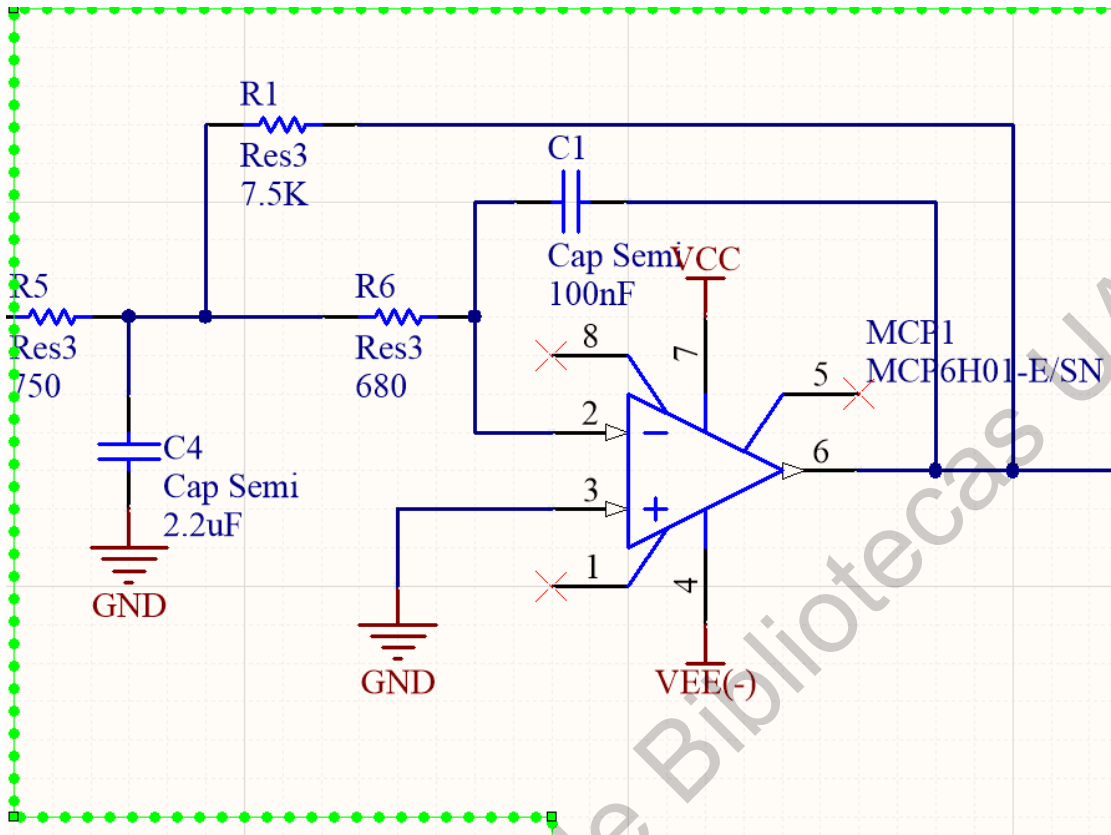 R1
Res3
7.5K
C1
Cap Semi
100nF
VCC
R5
Res3
750
R6
Res3
680
8
7
MCP1
MCP6H01-E/SN
5
2
6
3
C4
Cap Semi
2.2uF
1
4
GND
GND
VEE(-)
de Bibliotecas